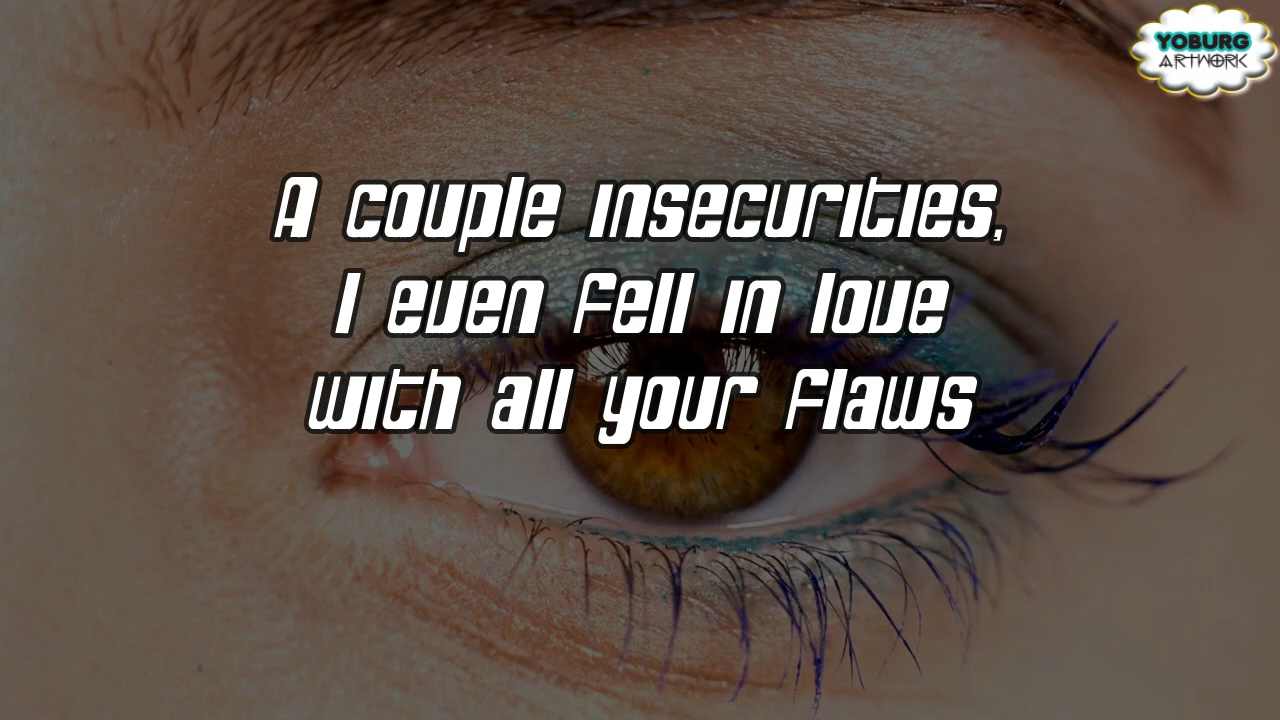 YOBURG
ARTWORK
A couple insecurities,
I even fell in love
with all your flaws